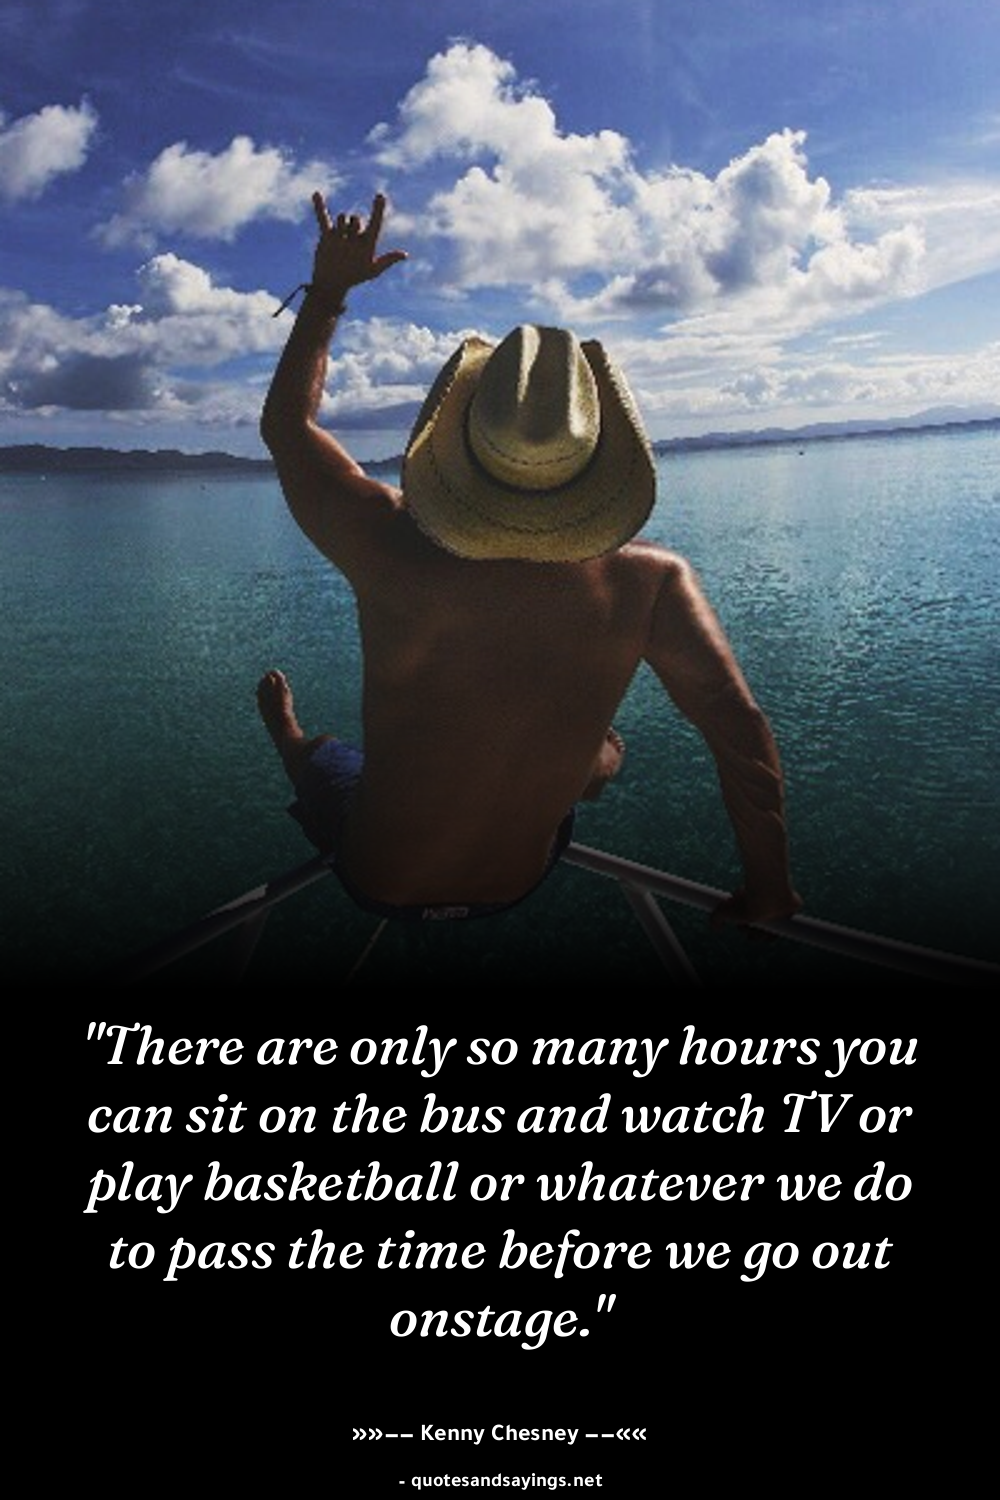 "There are only so many hours you
can sit on the bus and watch TV or
play basketball or whatever we do
to pass the time before we go out
onstage."
»»-- Kenny Chesney --««
- quotesandsayings.net